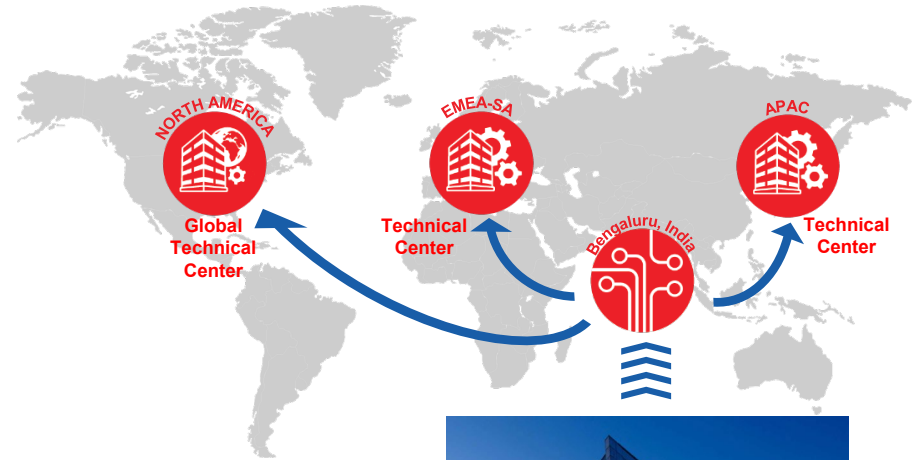 NORTH AMERICA
Global
Technical
Center
EMEA-SA
Technical
Center
Bengaluru, India
APAC
Technical
Center